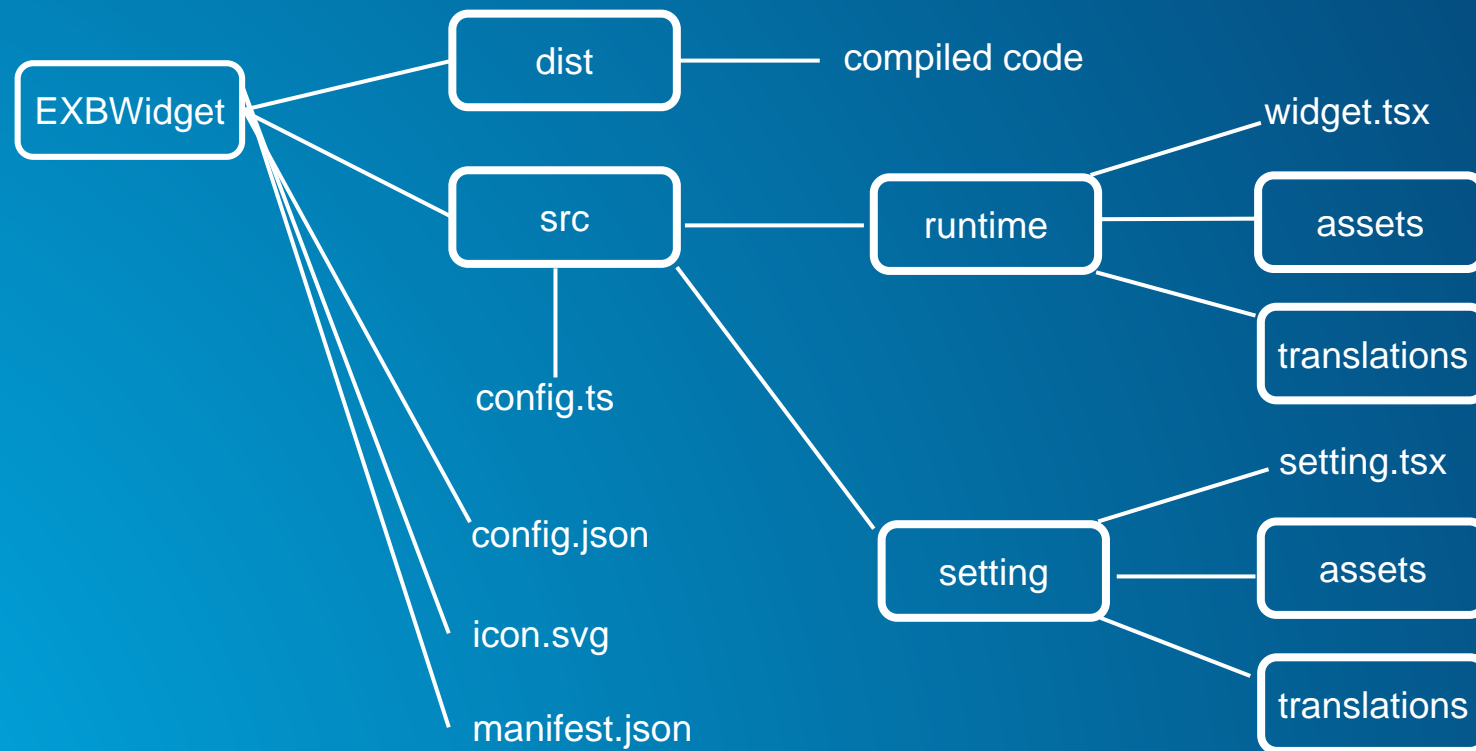 EXBWidget
dist
compiled code
src
config.ts
config.json
icon.svg
manifest.json
runtime
widget.tsx
assets
translations
setting
setting.tsx
assets
translations